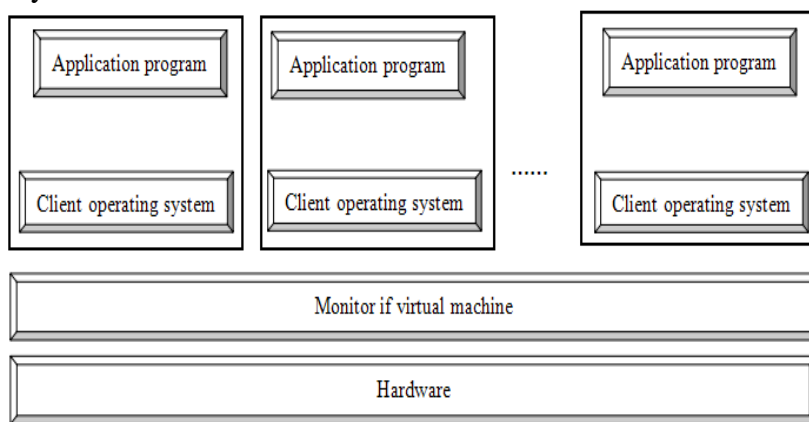 Application program
Application program
Application program
Client operating system
Client operating system
......
Client operating system
Monitor if virtual machine
Hardware